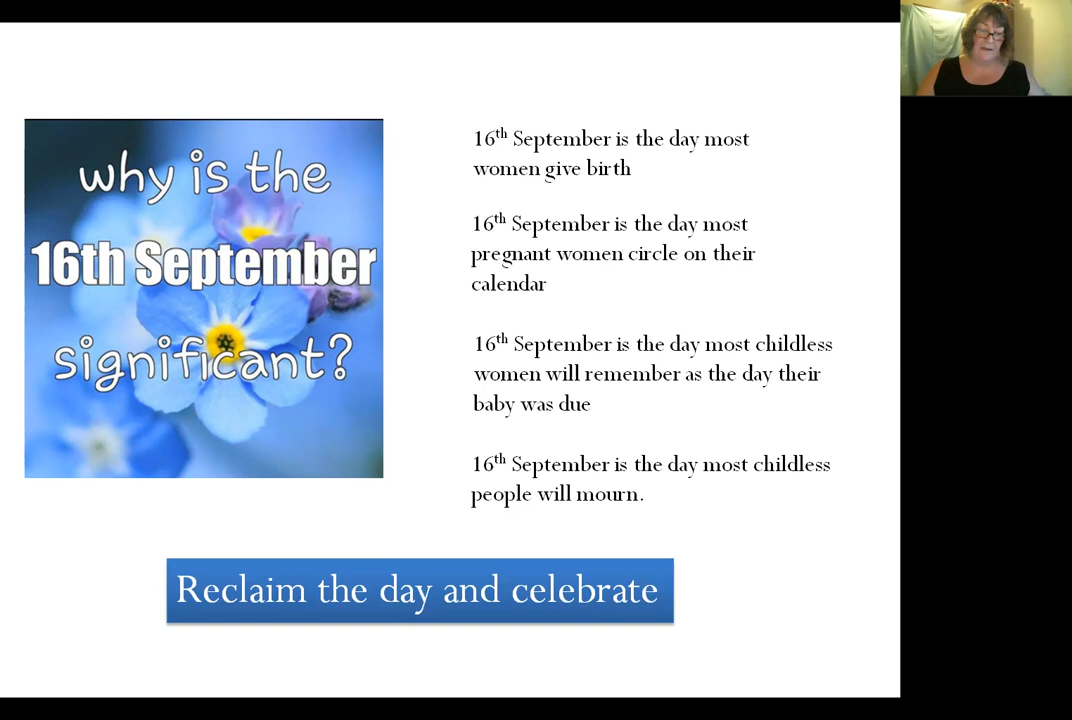 why is the
16th September
significant?
16th September is the day most
women give birth
16th September is the day most
pregnant women circle on their
calendar
16th September is the day most childless
women will remember as the day their
baby was due
16th September is the day most childless
people will mourn.
Reclaim the day and celebrate